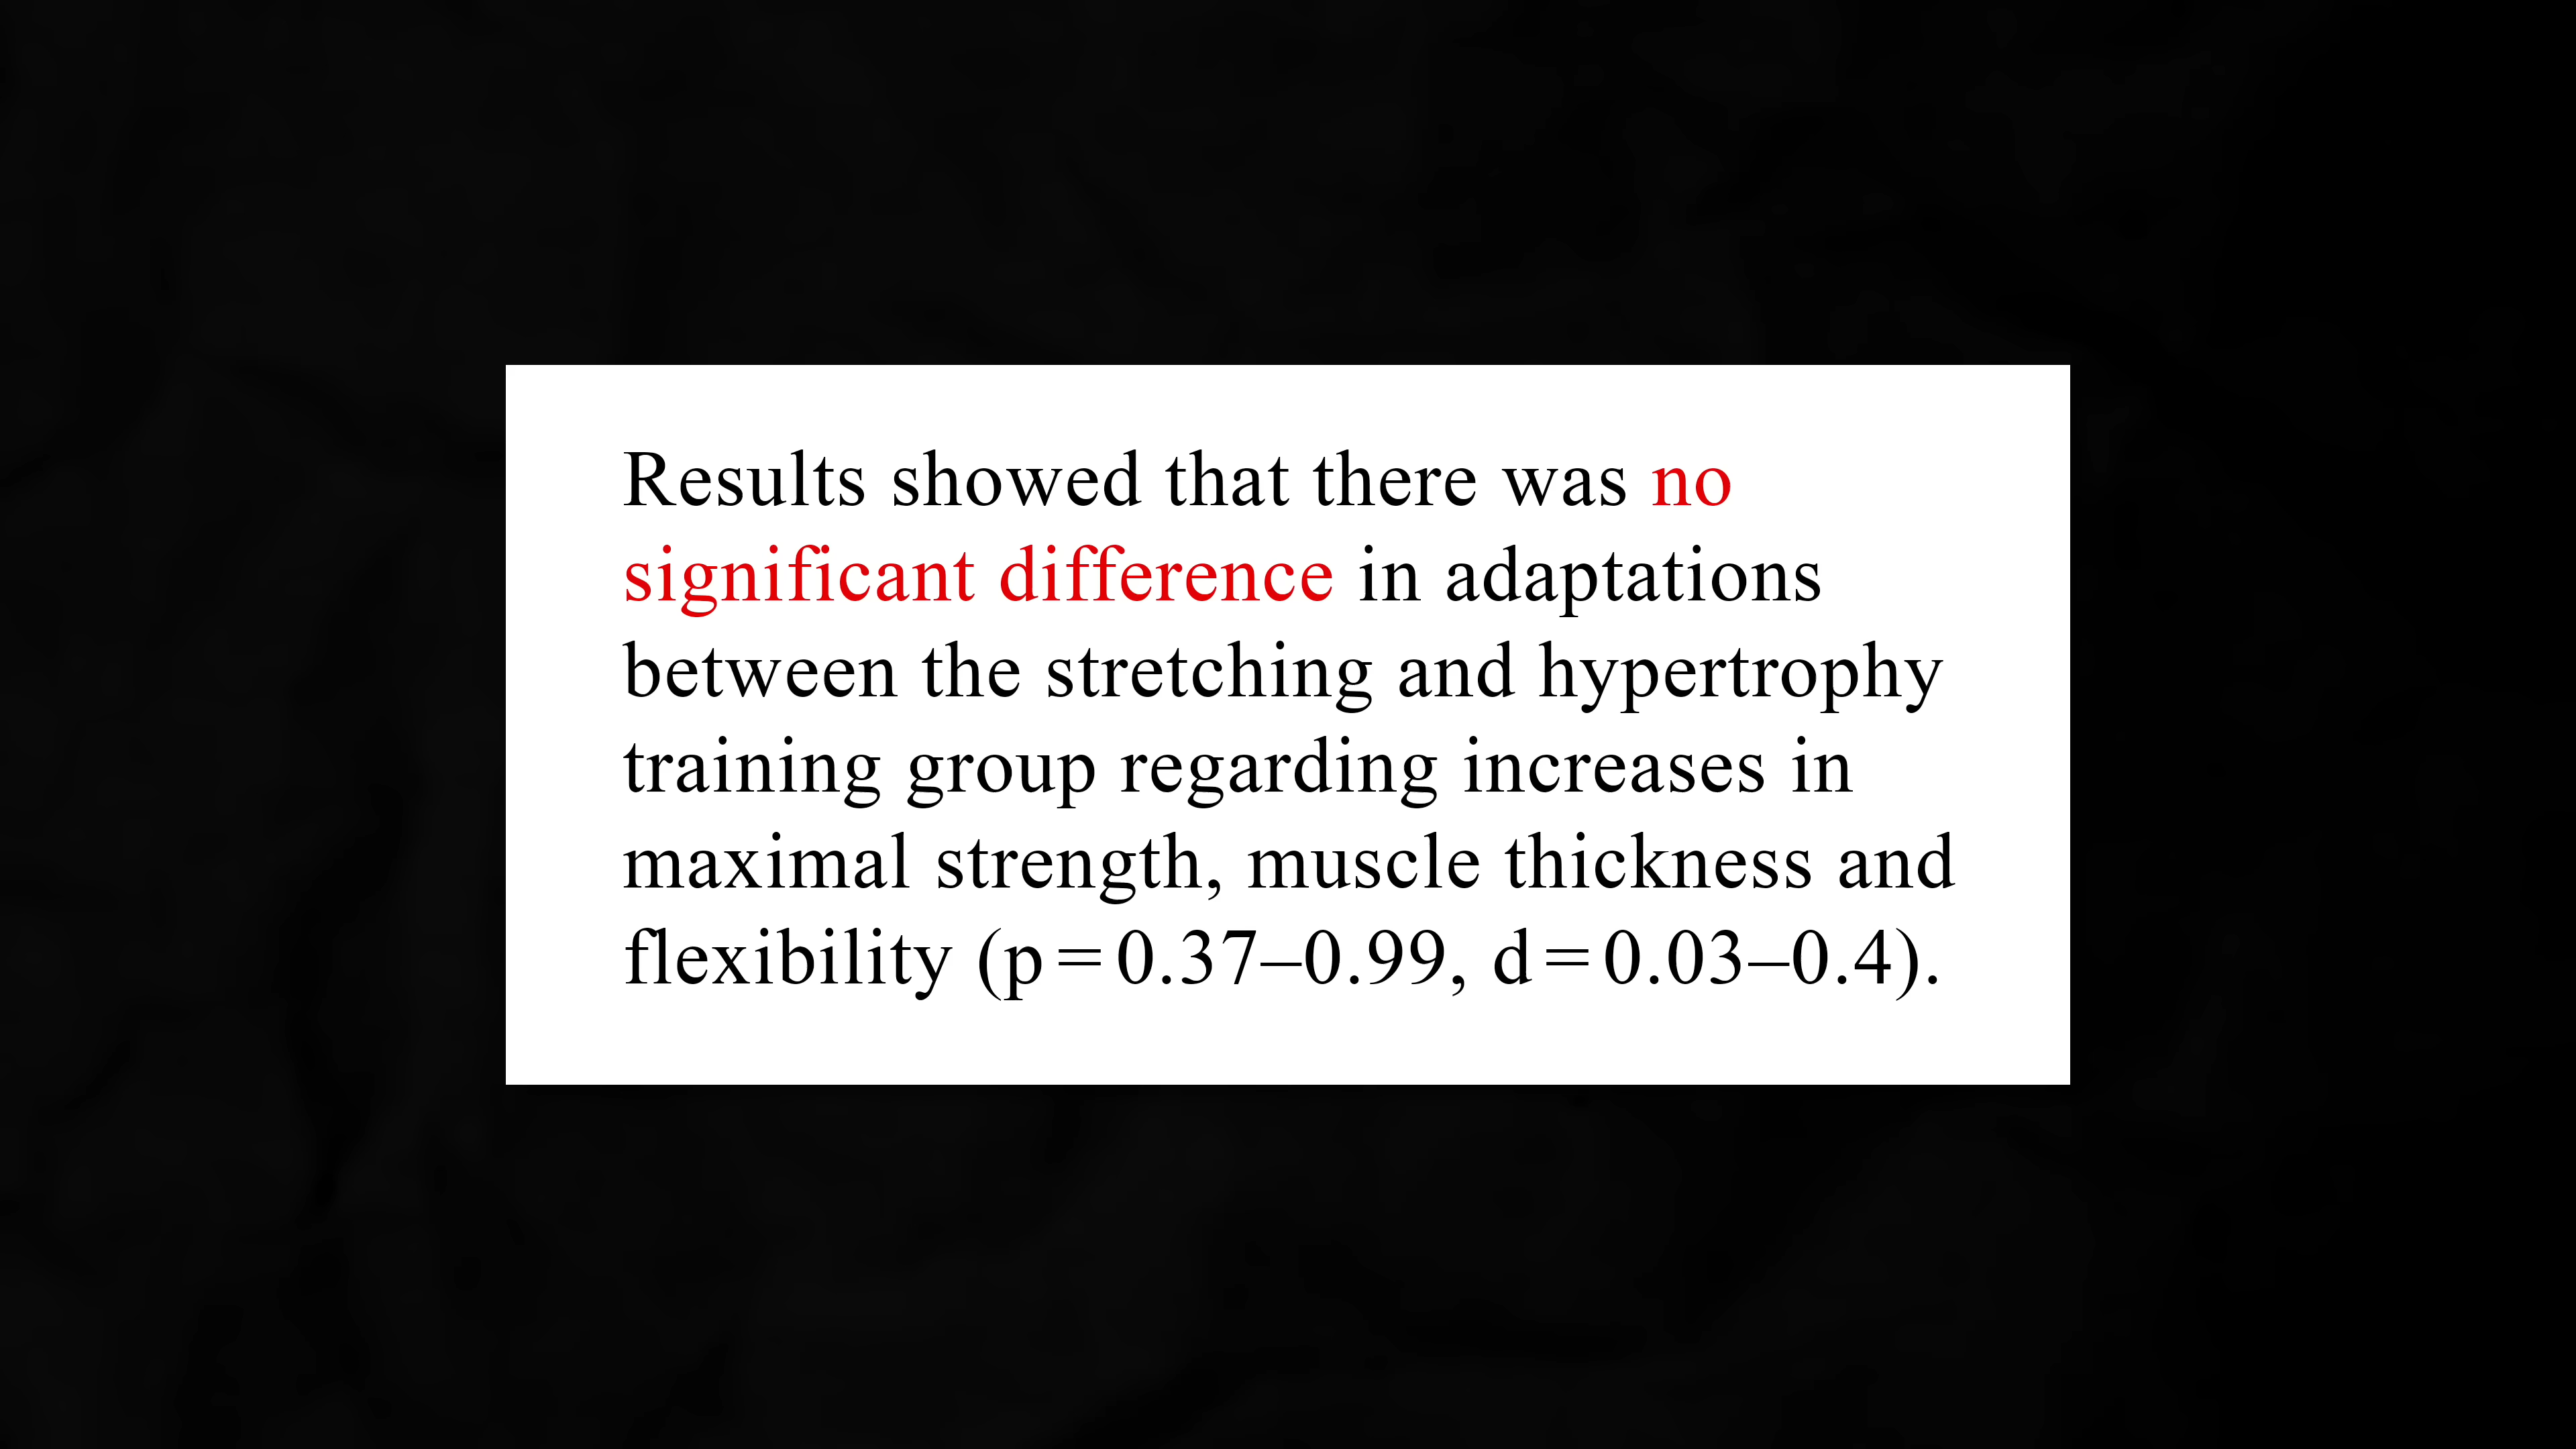 Results showed that there was no
significant difference in adaptations
between the stretching and hypertrophy
training group regarding increases in
maximal strength, muscle thickness and
flexibility (p = 0.37–0.99, d = 0.03–0.4).